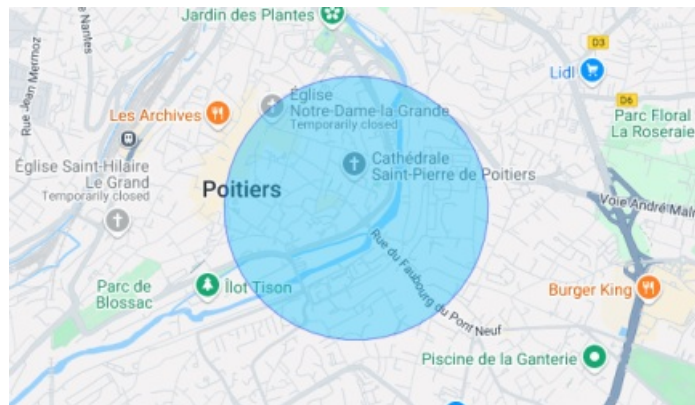 Jardin des Plantes
Nantes
Rue Jean Mermoz
D3
Lidl
D6
Parc Floral
La Roseraie
Les Archives
Église
Notre-Dame-la Grande
Temporarily closed
Église Saint-Hilaire
Le Grand
Temporarily closed
Cathédrale
Saint-Pierre de Poitiers
Poitiers
Voie André Malr
Rue du Faubourg du Pont Neuf
Parc de
Blossac
Îlot Tison
Burger King
Piscine de la Ganterie